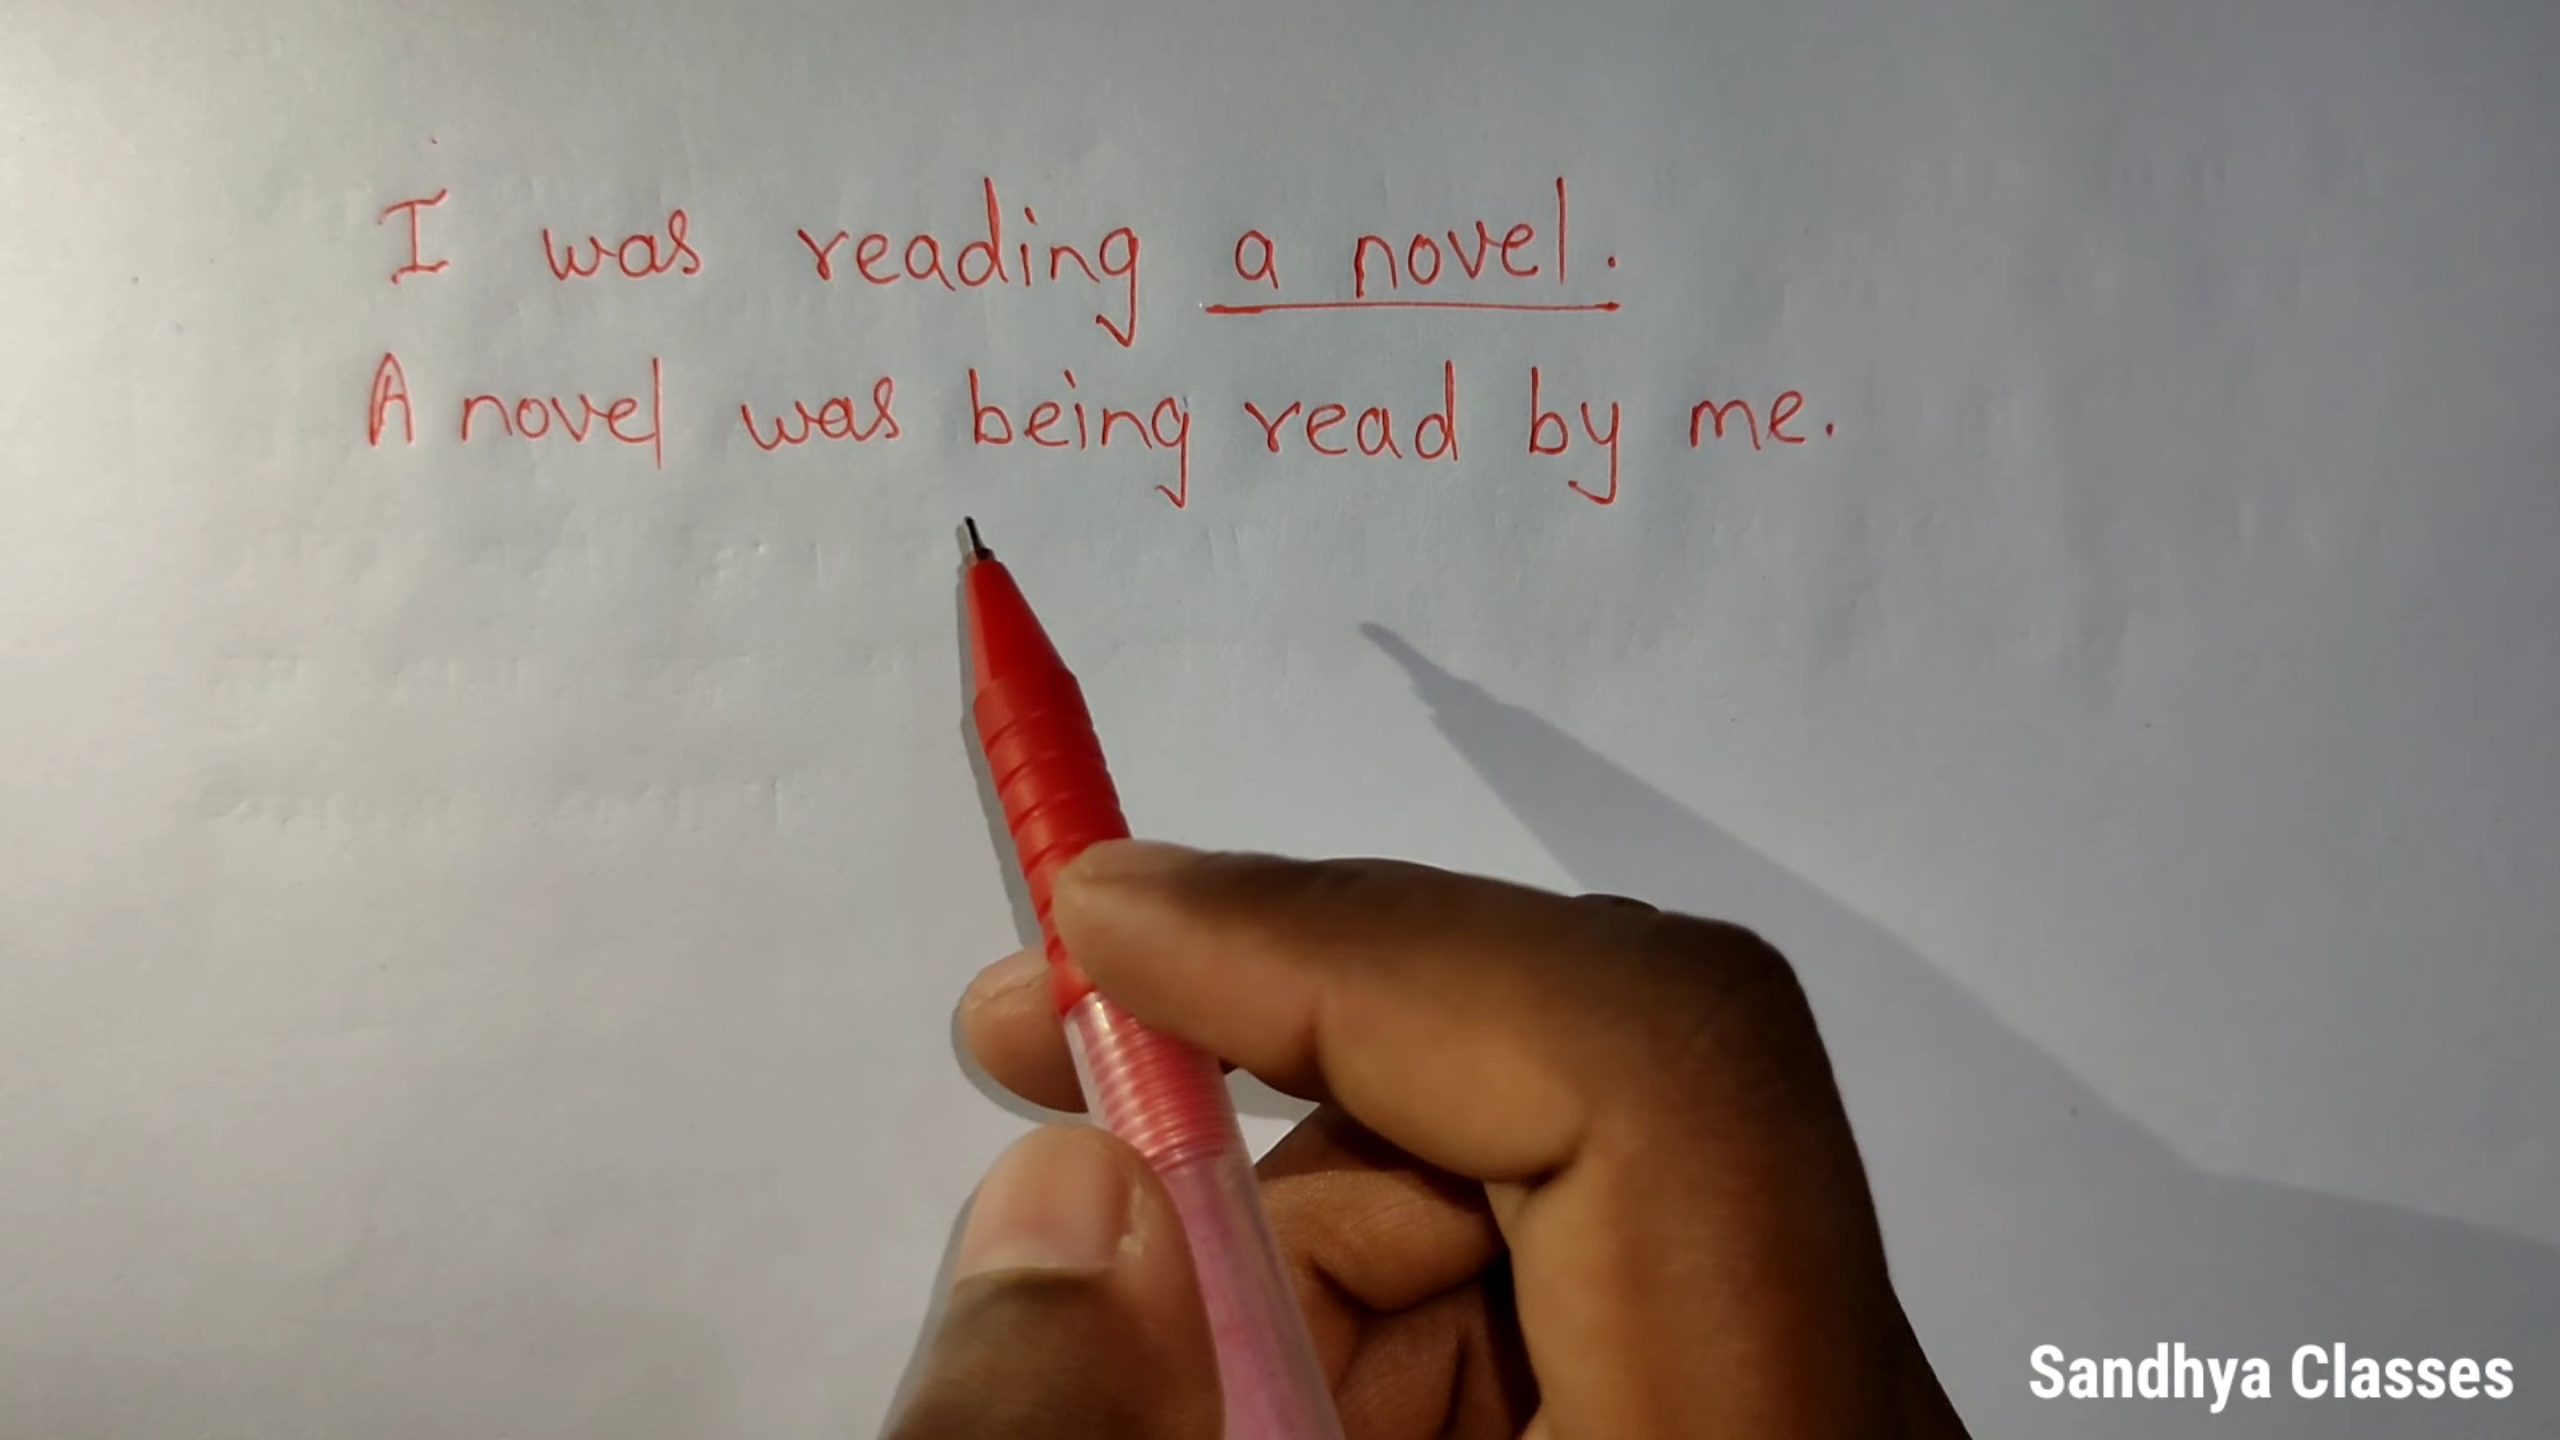 I was reading a novel.
A novel was being read by me.
Sandhya Classes